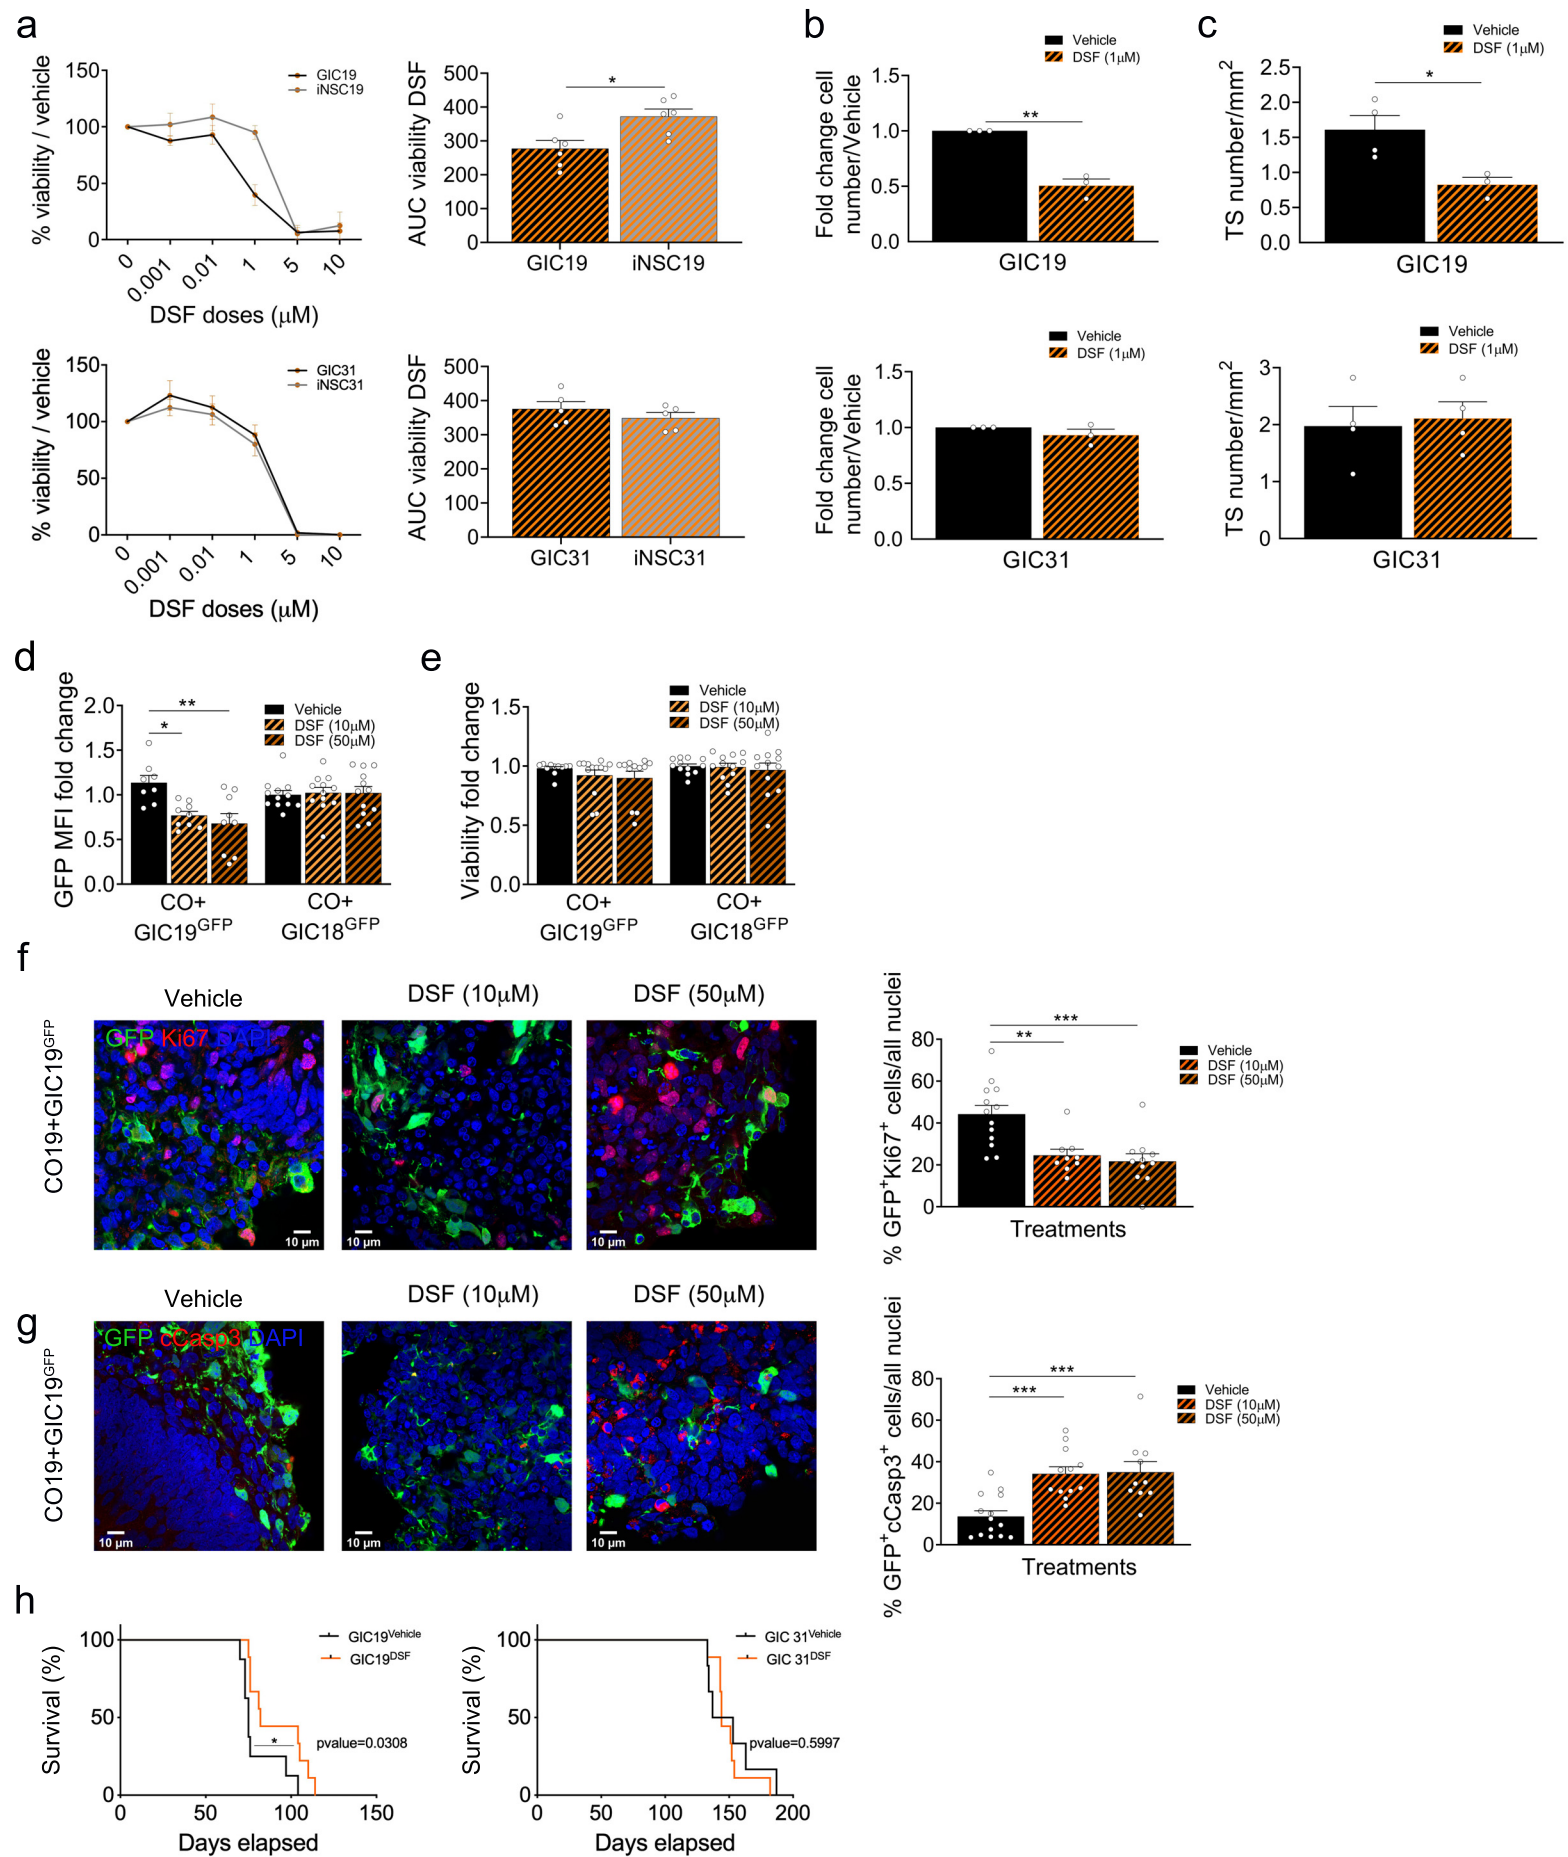 a
b
c
% viability / vehicle
150
100
50
0
GIC19
iNSC19
0
0.001
0.01
1
5
10
DSF doses (μM)
AUC viability DSF
500
400
300
200
100
0
*
GIC19
iNSC19
Vehicle
DSF (1μM)
Fold change cell
number/Vehicle
1.5
1.0
0.5
0.0
**
GIC19
Vehicle
DSF (1μM)
TS number/mm²
2.5
2.0
1.5
1.0
0.5
0.0
*
GIC19
% viability / vehicle
150
100
50
0
GIC31
iNSC31
0
0.001
0.01
1
5
10
DSF doses (μM)
AUC viability DSF
500
400
300
200
100
0
GIC31
iNSC31
Vehicle
DSF (1μM)
Fold change cell
number/Vehicle
1.5
1.0
0.5
0.0
GIC31
Vehicle
DSF (1μM)
TS number/mm²
3
2
1
0
GIC31
d
GFP MFI fold change
2.0
1.5
1.0
0.5
0.0
**
*
Vehicle
DSF (10μM)
DSF (50μM)
CO+
GIC19GFP
CO+
GIC18GFP
e
Viability fold change
1.5
1.0
0.5
0.0
Vehicle
DSF (10μM)
DSF (50μM)
CO+
GIC19GFP
CO+
GIC18GFP
f
CO19+GIC19GFP
Vehicle
DSF (10μM)
DSF (50μM)
GFP Ki67 DAPI
10 μm
10 μm
10 μm
% GFP⁺Ki67⁺ cells/all nuclei
80
60
40
20
0
***
**
Vehicle
DSF (10μM)
DSF (50μM)
Treatments
g
CO19+GIC19GFP
Vehicle
DSF (10μM)
DSF (50μM)
GFP cCasp3 DAPI
10 μm
10 μm
10 μm
% GFP⁺cCasp3⁺ cells/all nuclei
80
60
40
20
0
***
***
Vehicle
DSF (10μM)
DSF (50μM)
Treatments
h
Survival (%)
100
50
0
GIC19Vehicle
GIC19DSF
*
pvalue=0.0308
0
50
100
150
Days elapsed
Survival (%)
100
50
0
GIC 31Vehicle
GIC 31DSF
pvalue=0.5997
0
50
100
150
200
Days elapsed